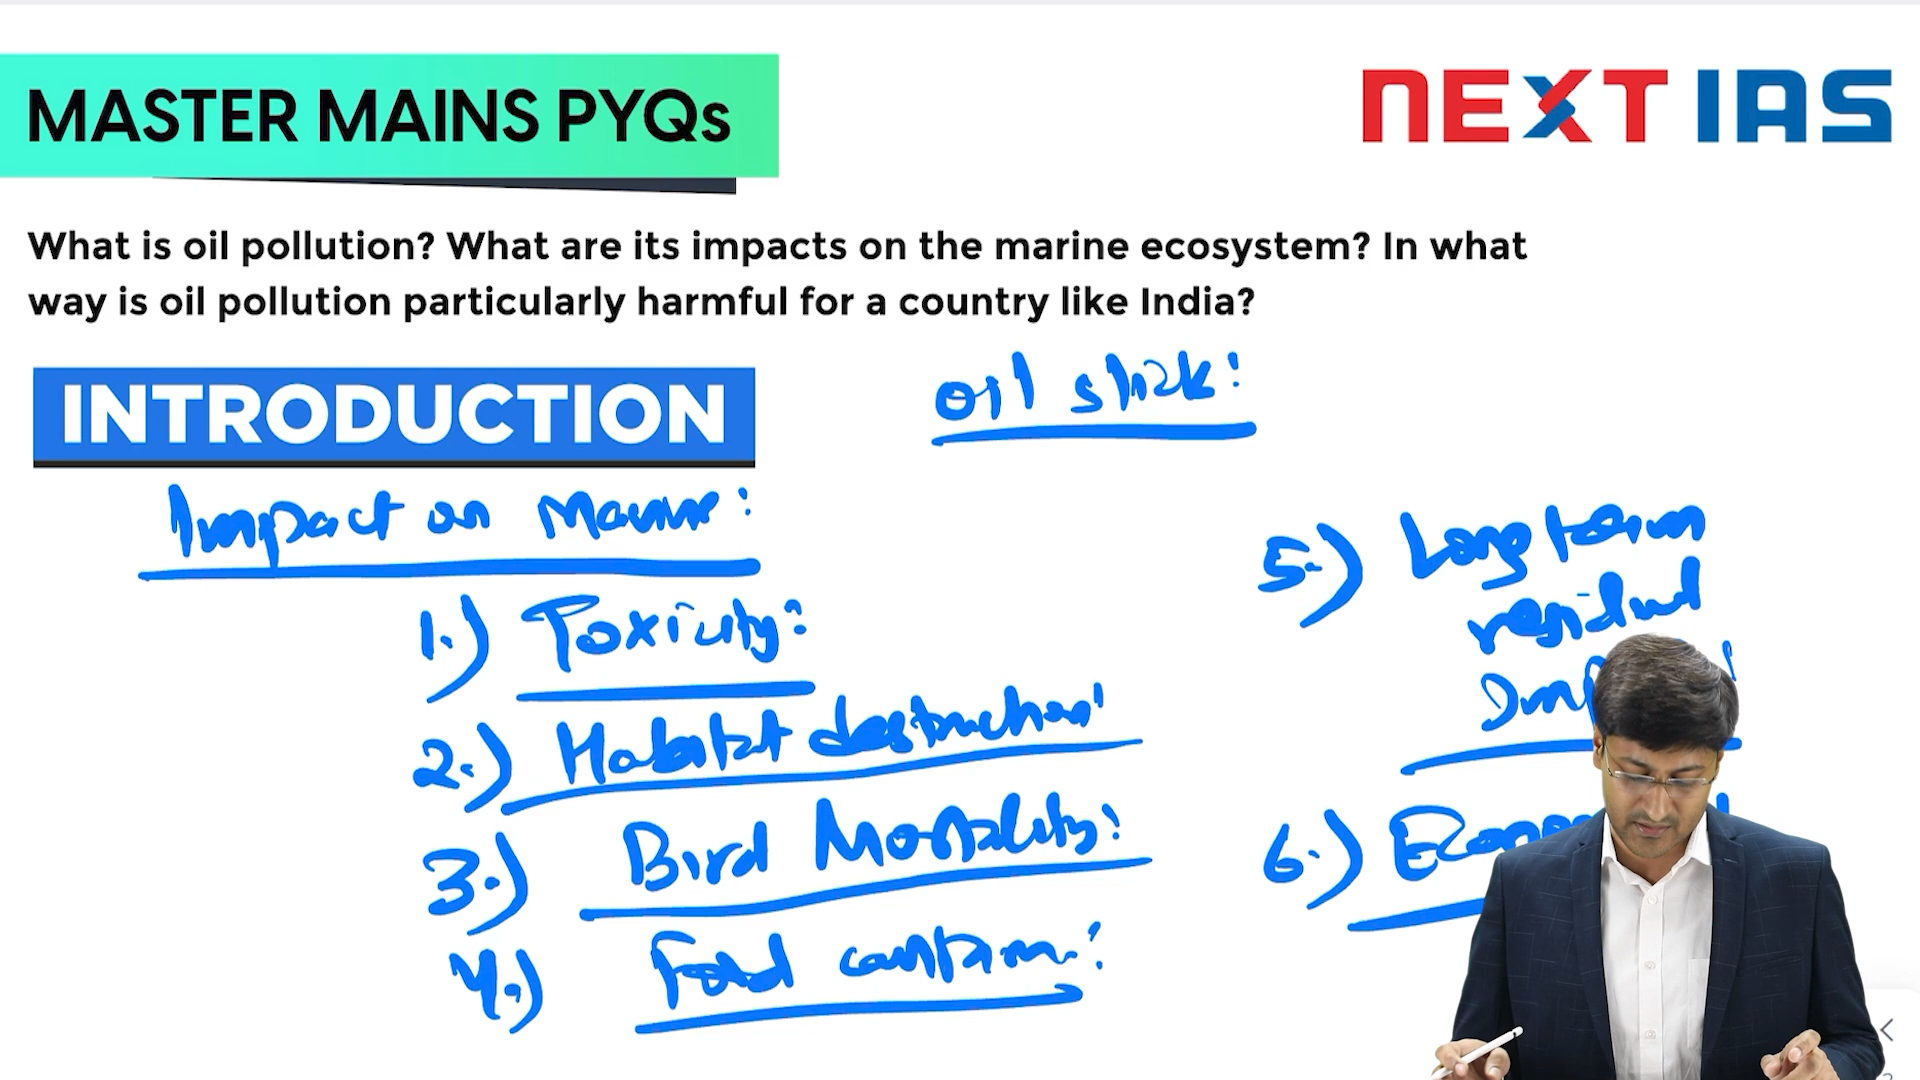 MASTER MAINS PYQs
NEXT IAS
What is oil pollution? What are its impacts on the marine ecosystem? In what
way is oil pollution particularly harmful for a country like India?
INTRODUCTION
oil slick:
Impact on Marine:
1.) Toxicity:
2.) Habitat destruction:
3.) Bird Mortality:
4.) Food contam.:
5.) Long term
residual
6.)